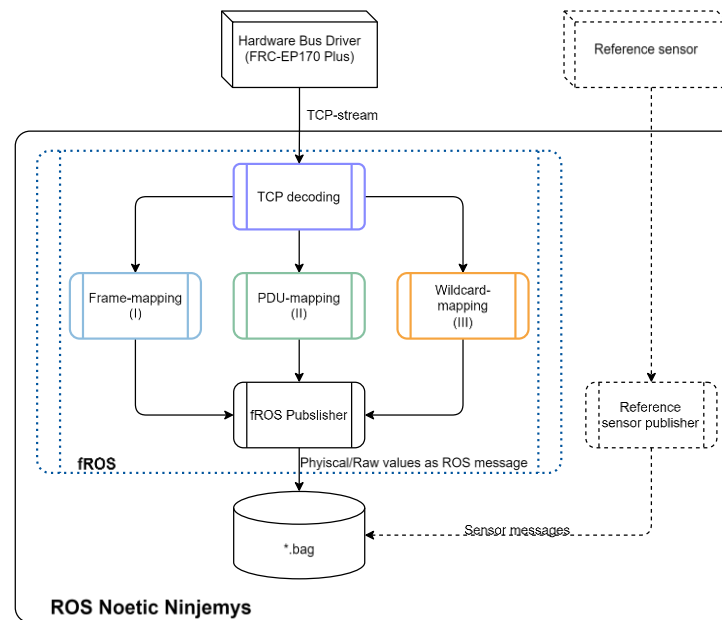 Hardware Bus Driver
(FRC-EP170 Plus)
Reference sensor
TCP-stream
TCP decoding
Frame-mapping
(I)
PDU-mapping
(II)
Wildcard-
mapping
(III)
fROS Pubslisher
Reference
sensor publisher
fROS
Phyiscal/Raw values as ROS message
Sensor messages
*.bag
ROS Noetic Ninjemys